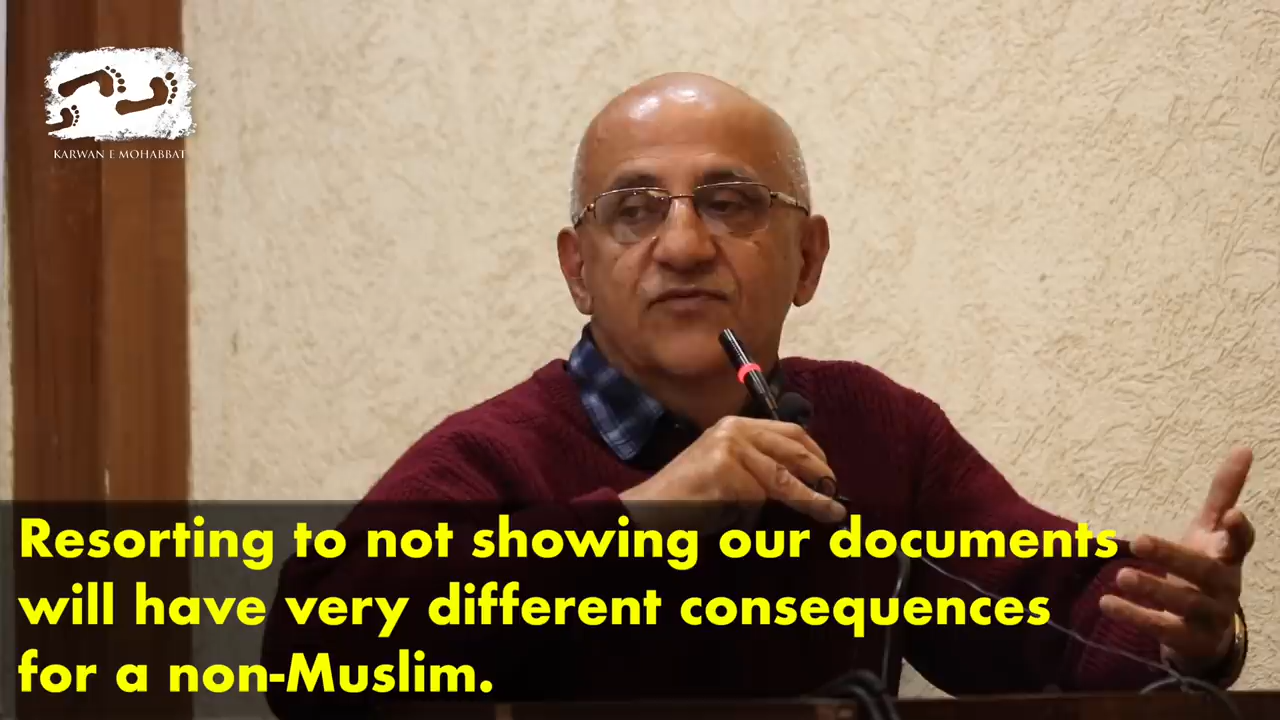 KARWAN E MOHABBAT
Resorting to not showing our documents
will have very different consequences
for a non-Muslim.